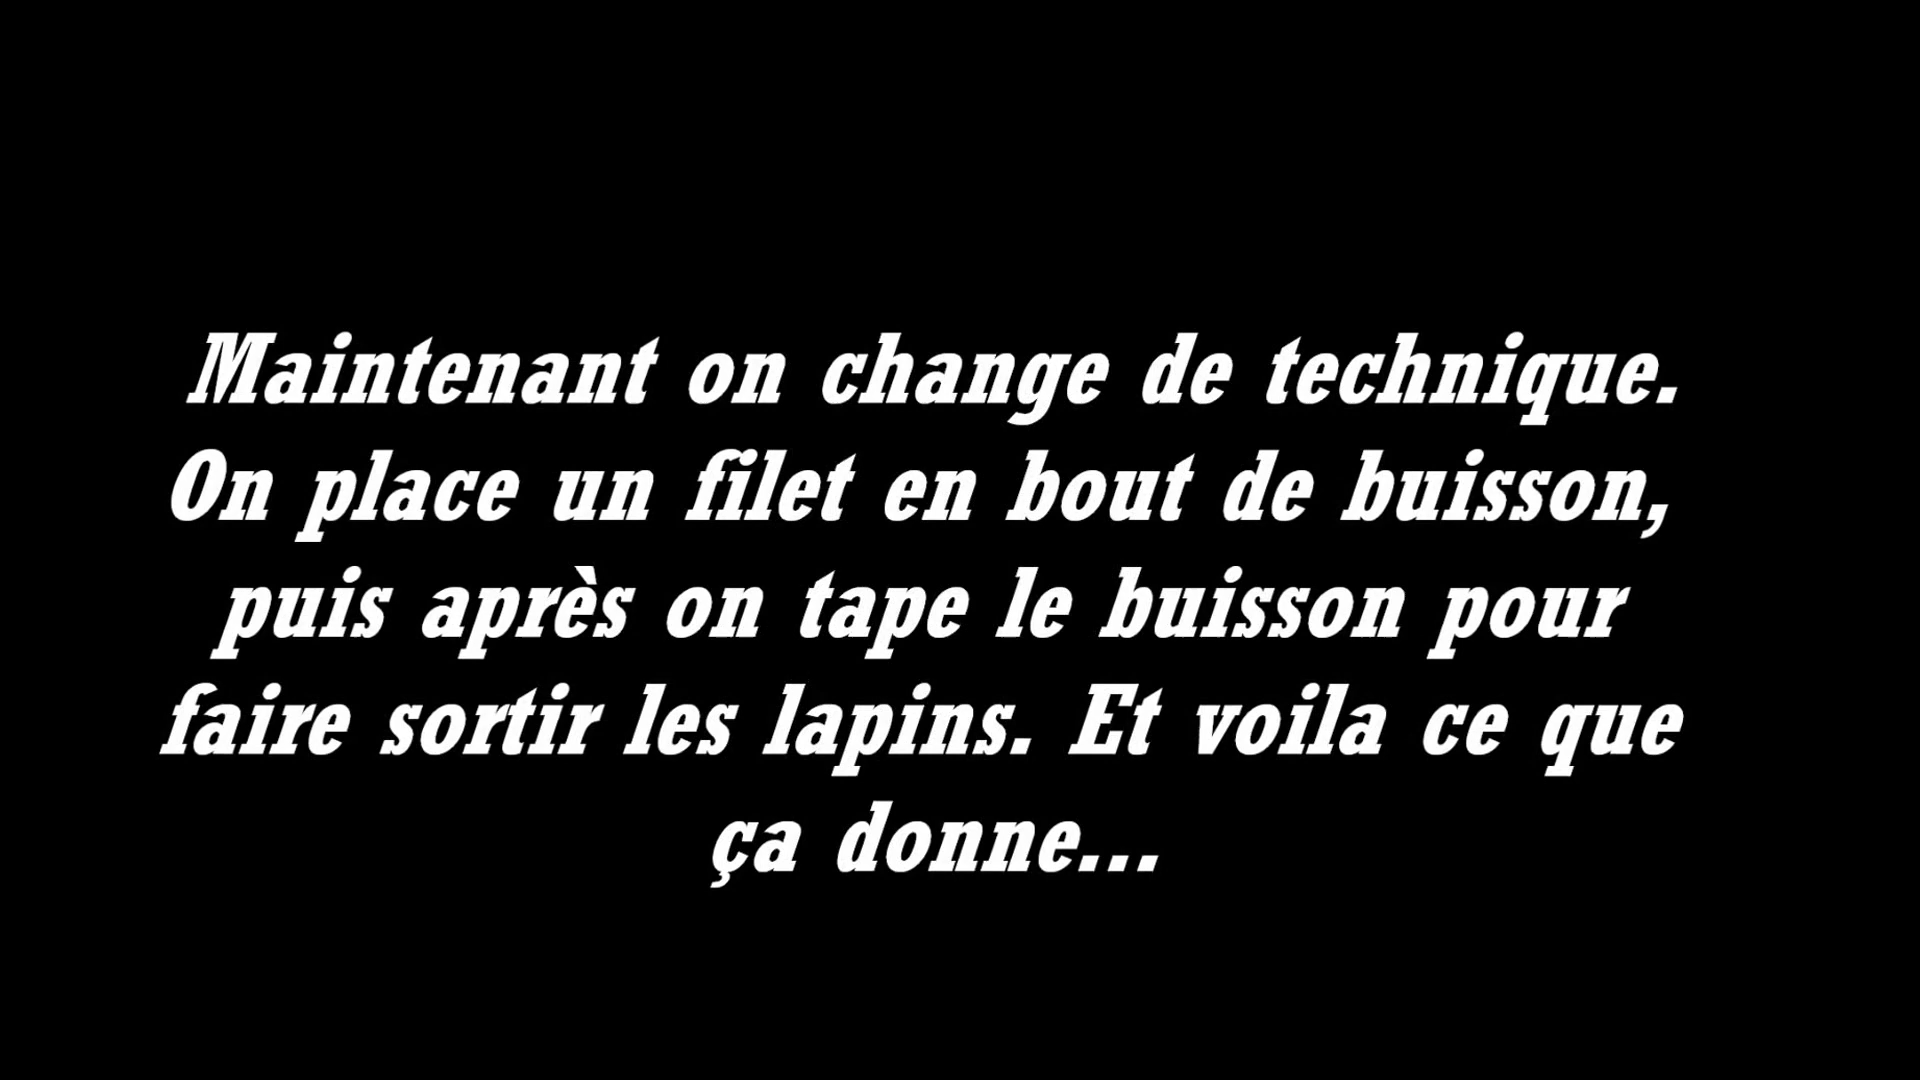 Maintenant on change de technique.
On place un filet en bout de buisson,
puis après on tape le buisson pour
faire sortir les lapins. Et voila ce que
ça donne...